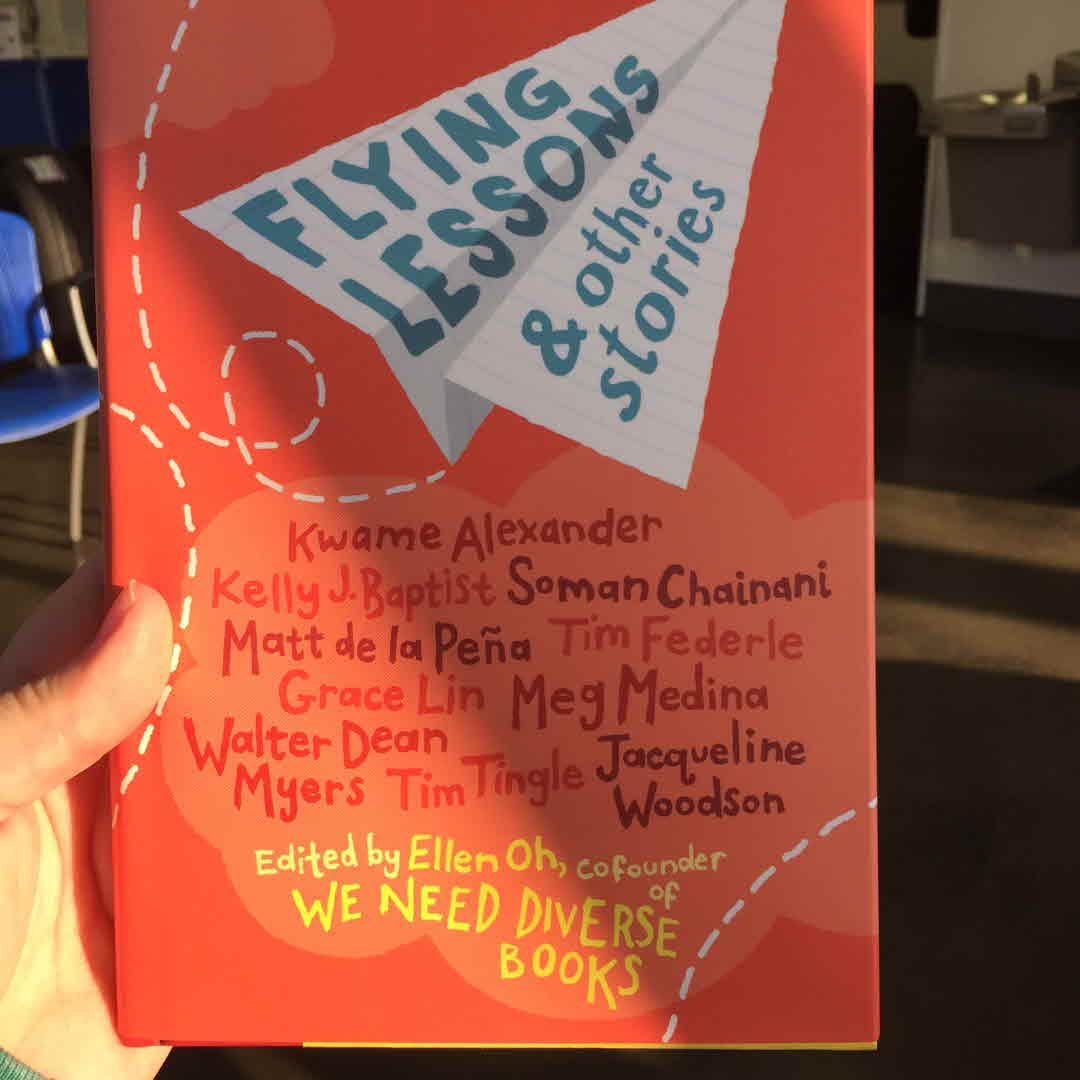 FLYING
LESSONS
& other
stories
Kwame Alexander
Kelly J. Baptist Soman Chainani
Matt de la Peña Tim Federle
Grace Lin Meg Medina
Walter Dean
Myers Tim Tingle Jacqueline
Woodson
Edited by Ellen Oh, cofounder
of
WE NEED DIVERSE
BOOKS